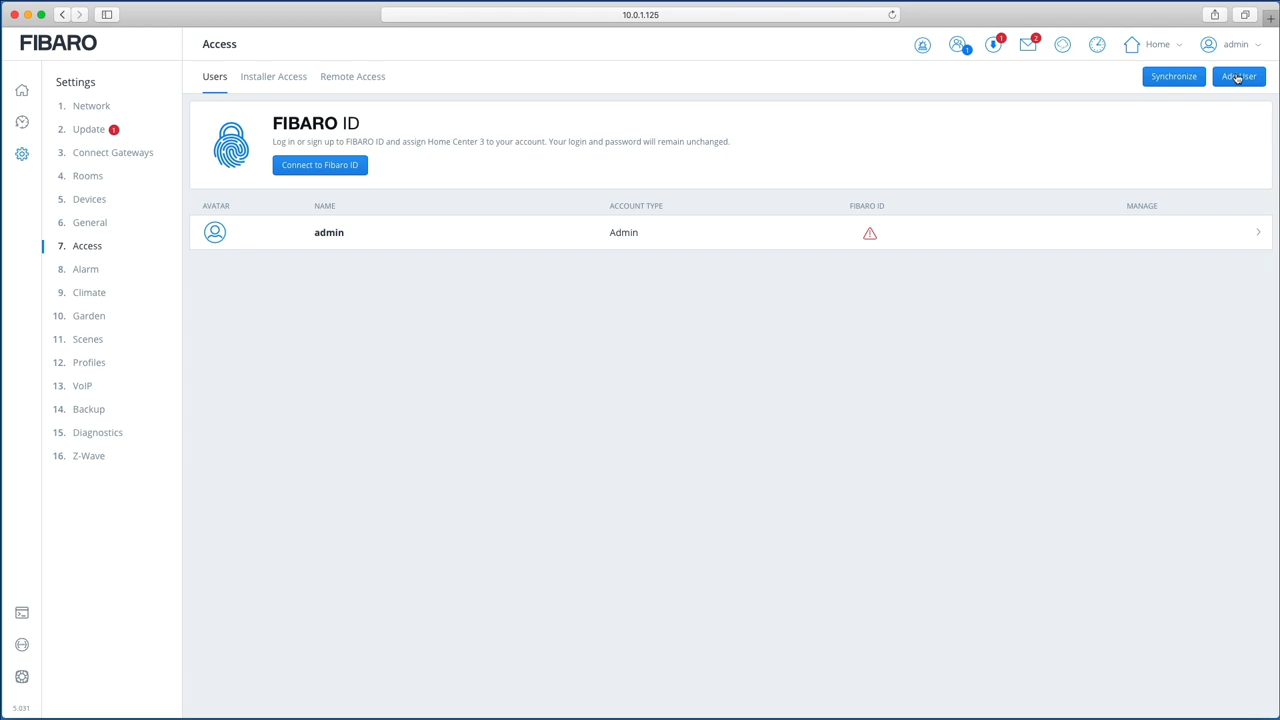 10.0.1.125
FIBARO
Access
1
1
2
Home
admin
Users
Installer Access
Remote Access
Synchronize
Settings
1. Network
2. Update 1
3. Connect Gateways
4. Rooms
5. Devices
6. General
7. Access
8. Alarm
9. Climate
10. Garden
11. Scenes
12. Profiles
13. VoIP
14. Backup
15. Diagnostics
16. Z-Wave
5.031
FIBARO ID
Log in or sign up to FIBARO ID and assign Home Center 3 to your account. Your login and password will remain unchanged.
Connect to Fibaro ID
AVATAR NAME ACCOUNT TYPE FIBARO ID MANAGE
admin Admin